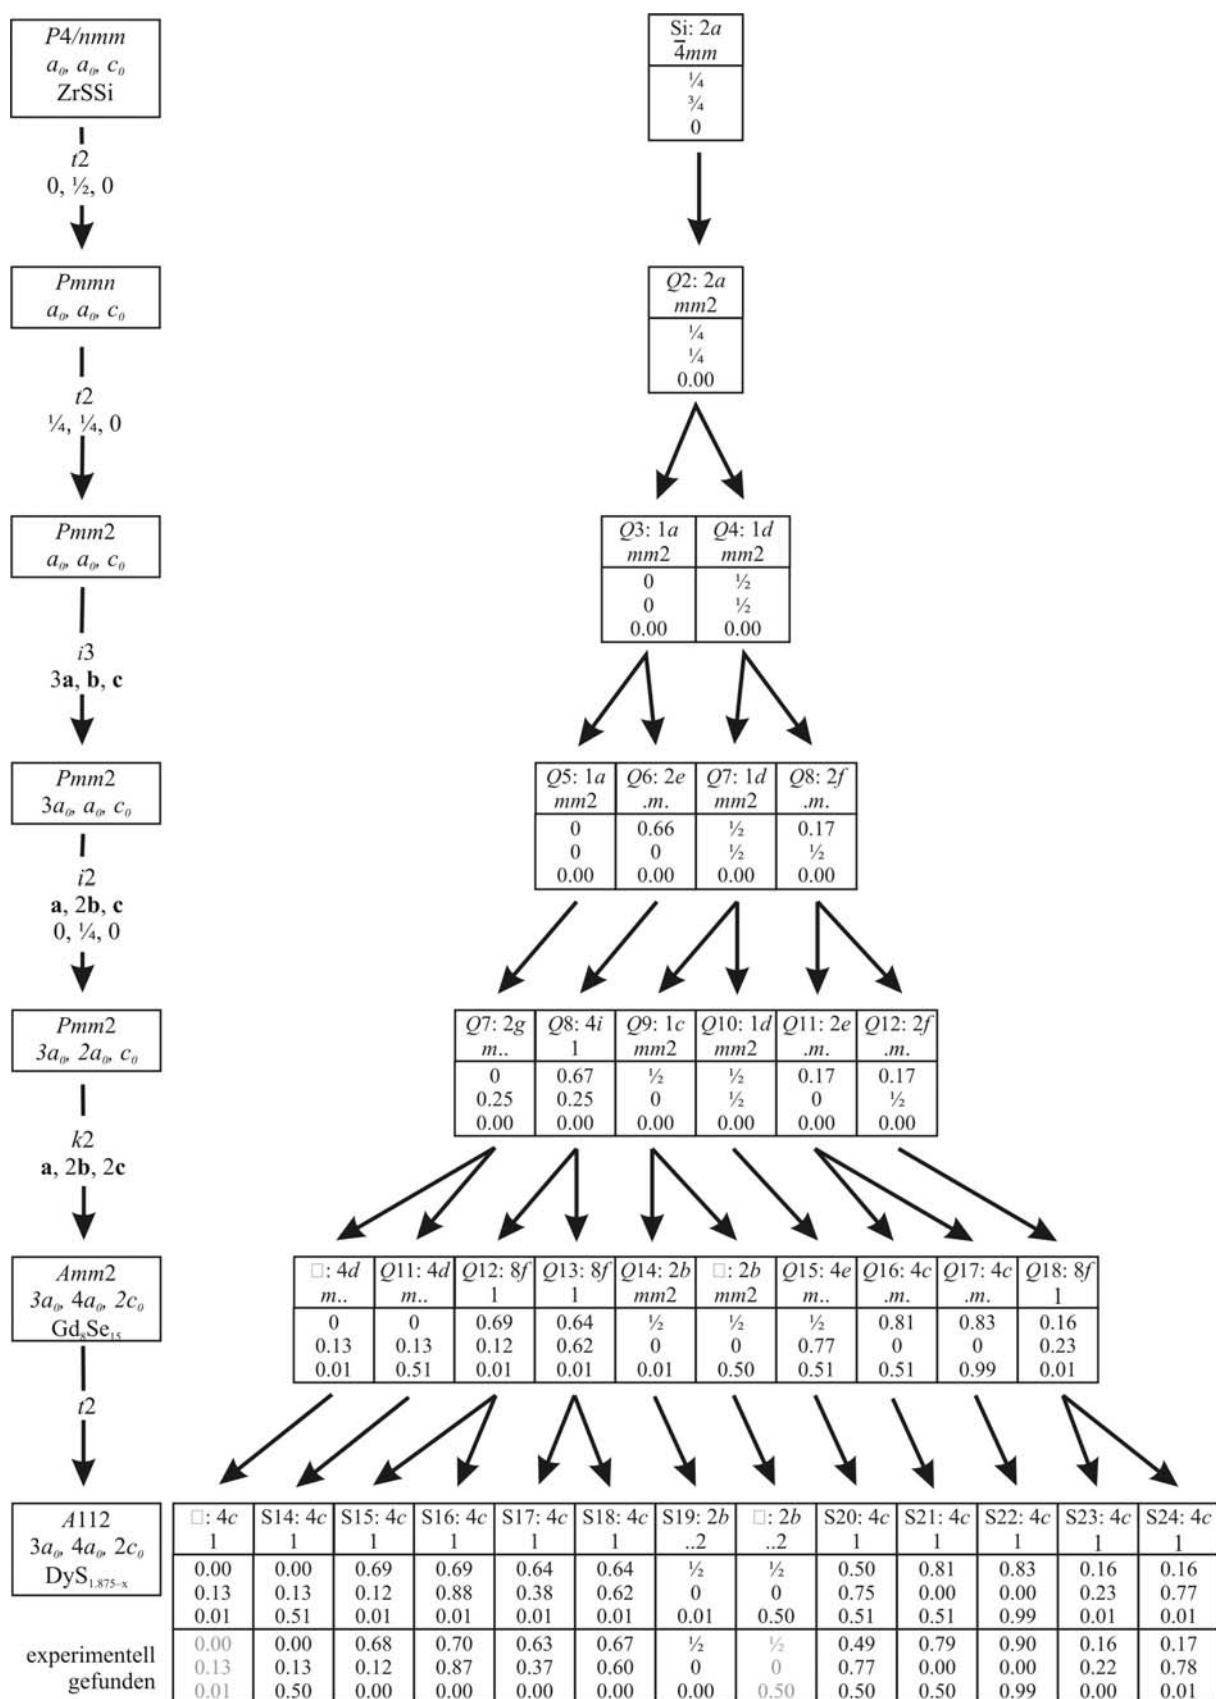 P4/nmm
a₀, a₀, c₀
ZrSSi
Si: 2a
4̅mm
¼
¾
0
t2
0, ½, 0
Pmmn
a₀, a₀, c₀
Q2: 2a
mm2
¼
¼
0.00
t2
¼, ¼, 0
Pmm2
a₀, a₀, c₀
Q3: 1a Q4: 1d
mm2 mm2
0 ½
0 ½
0.00 0.00
i3
3a, b, c
Pmm2
3a₀, a₀, c₀
Q5: 1a Q6: 2e Q7: 1d Q8: 2f
mm2 .m. mm2 .m.
0 0.66 ½ 0.17
0 0 ½ ½
0.00 0.00 0.00 0.00
i2
a, 2b, c
0, ¼, 0
Pmm2
3a₀, 2a₀, c₀
Q7: 2g Q8: 4i Q9: 1c Q10: 1d Q11: 2e Q12: 2f
m.. 1 mm2 mm2 .m. .m.
0 0.67 ½ ½ 0.17 0.17
0.25 0.25 0 ½ 0 ½
0.00 0.00 0.00 0.00 0.00 0.00
k2
a, 2b, 2c
Amm2
3a₀, 4a₀, 2c₀
Gd₈Se₁₅
□: 4d Q11: 4d Q12: 8f Q13: 8f Q14: 2b □: 2b Q15: 4e Q16: 4c Q17: 4c Q18: 8f
m.. m.. 1 1 mm2 mm2 m.. .m. .m. 1
0 0 0.69 0.64 ½ ½ ½ 0.81 0.83 0.16
0.13 0.13 0.12 0.62 0 0 0.77 0 0 0.23
0.01 0.51 0.01 0.01 0.01 0.50 0.51 0.51 0.99 0.01
t2
A112
3a₀, 4a₀, 2c₀
DyS₁.₈₇₅₋ₓ
□: 4c S14: 4c S15: 4c S16: 4c S17: 4c S18: 4c S19: 2b □: 2b S20: 4c S21: 4c S22: 4c S23: 4c S24: 4c
1 1 1 1 1 1 ..2 ..2 1 1 1 1 1
0.00 0.00 0.69 0.69 0.64 0.64 ½ ½ 0.50 0.81 0.83 0.16 0.16
0.13 0.13 0.12 0.88 0.38 0.62 0 0 0.75 0.00 0.00 0.23 0.77
0.01 0.51 0.01 0.01 0.01 0.01 0.01 0.50 0.51 0.51 0.99 0.01 0.01
experimentell
gefunden
0.00 0.00 0.68 0.70 0.63 0.67 ½ ½ 0.49 0.79 0.90 0.16 0.17
0.13 0.13 0.12 0.87 0.37 0.60 0 0 0.77 0.00 0.00 0.22 0.78
0.01 0.50 0.00 0.00 0.00 0.00 0.00 0.50 0.50 0.50 0.99 0.00 0.01